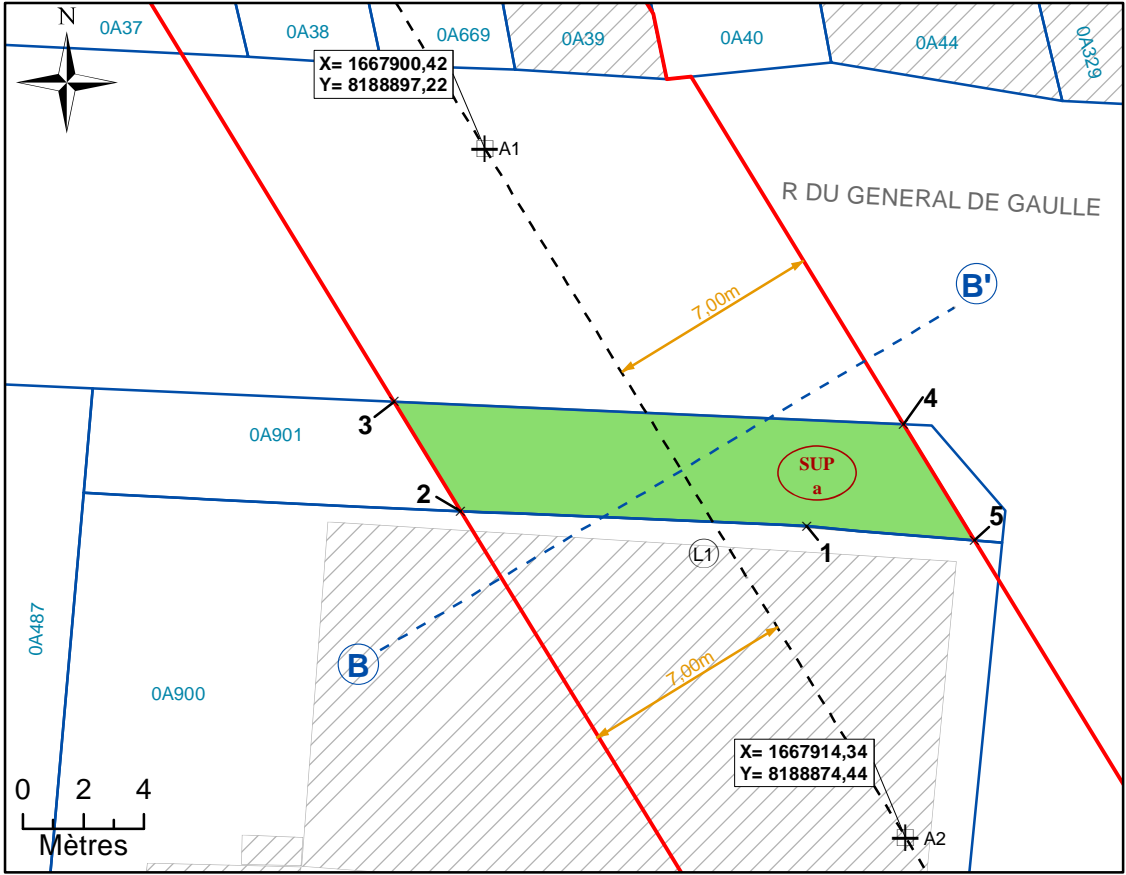 N
0A37
0A38
0A669
0A39
0A40
0A44
0A329
X= 1667900,42
Y= 8188897,22
A1
R DU GENERAL DE GAULLE
B'
7,00m
4
3
0A901
SUP
a
2
5
1
L1
0A487
B
7,00m
0A900
X= 1667914,34
Y= 8188874,44
0 2 4
Mètres
A2